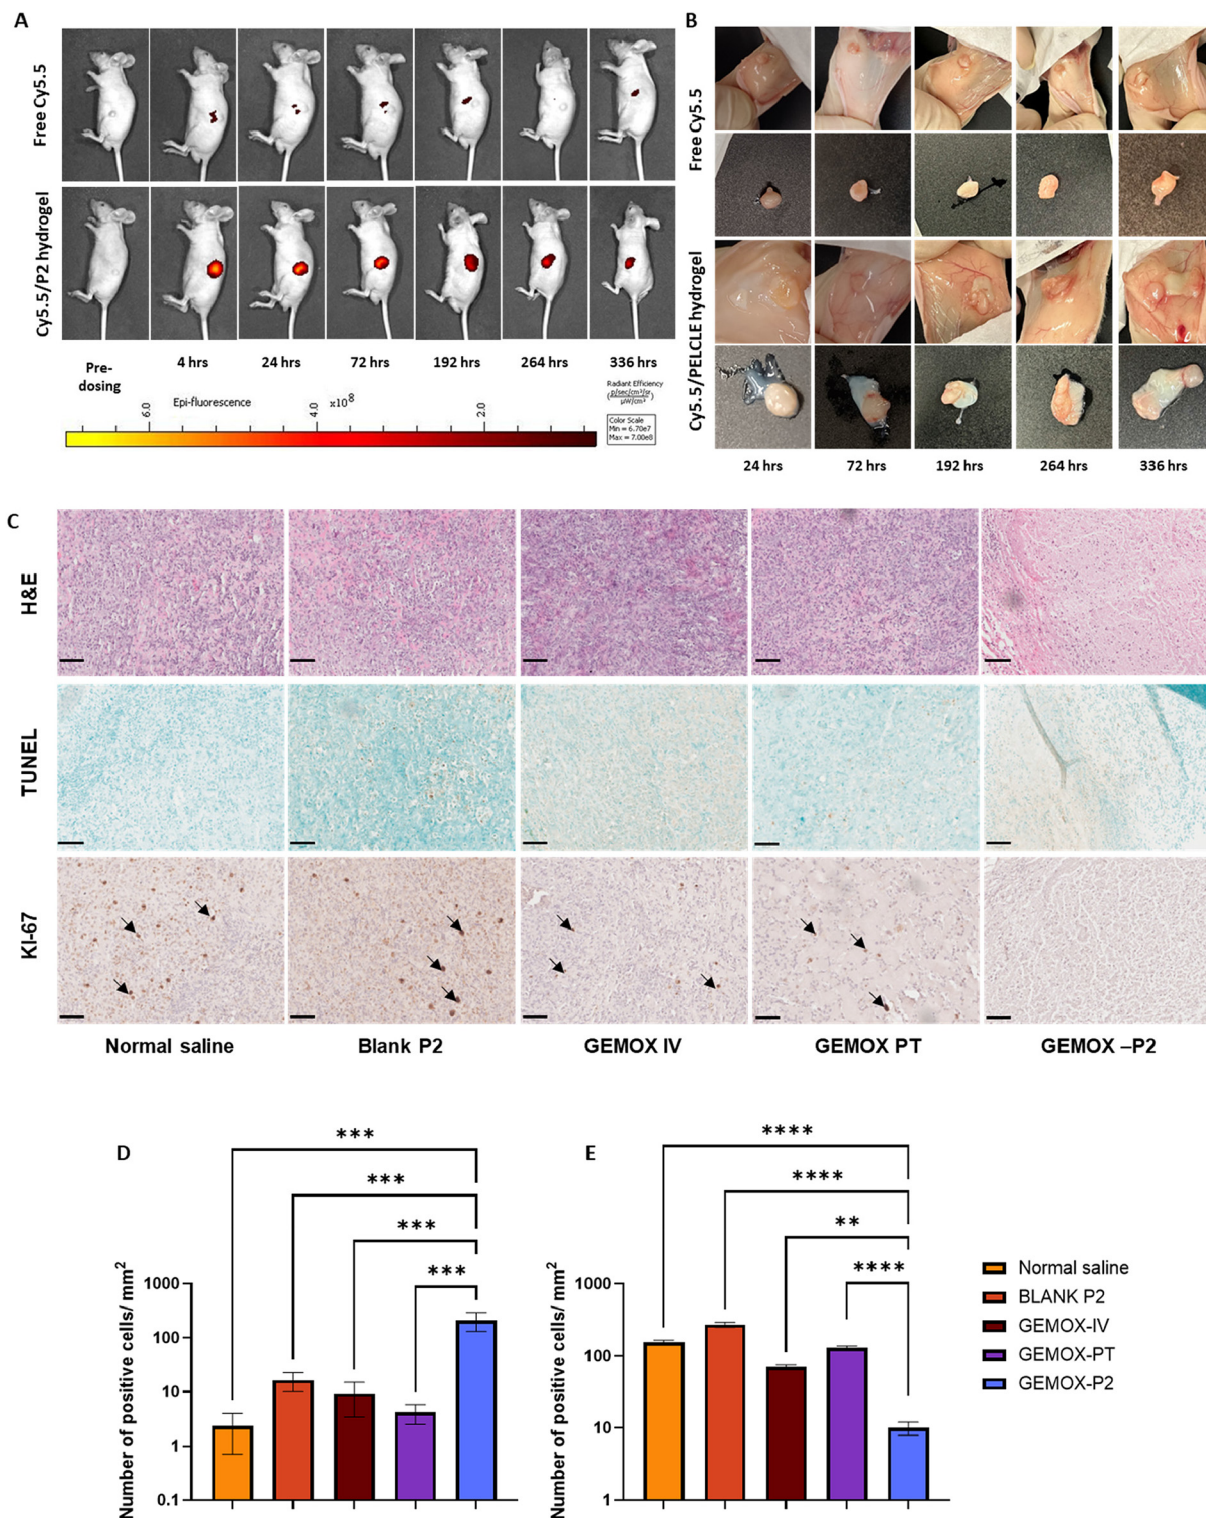 A
Free Cy5.5
Cy5.5/P2 hydrogel
Pre-
dosing
4 hrs
24 hrs
72 hrs
192 hrs
264 hrs
336 hrs
6.0
Epi-fluorescence
4.0
x10⁸
2.0
Radiant Efficiency
(p/sec/cm²/sr
µW/cm²)
Color Scale
Min = 6.70e7
Max = 7.00e8
B
Free Cy5.5
Cy5.5/PELCLE hydrogel
24 hrs
72 hrs
192 hrs
264 hrs
336 hrs
C
H&E
TUNEL
KI-67
Normal saline
Blank P2
GEMOX IV
GEMOX PT
GEMOX –P2
D
***
***
***
***
Number of positive cells/ mm²
1000
100
10
1
0.1
E
****
****
**
****
Number of positive cells/ mm²
1000
100
10
1
Normal saline
BLANK P2
GEMOX-IV
GEMOX-PT
GEMOX-P2